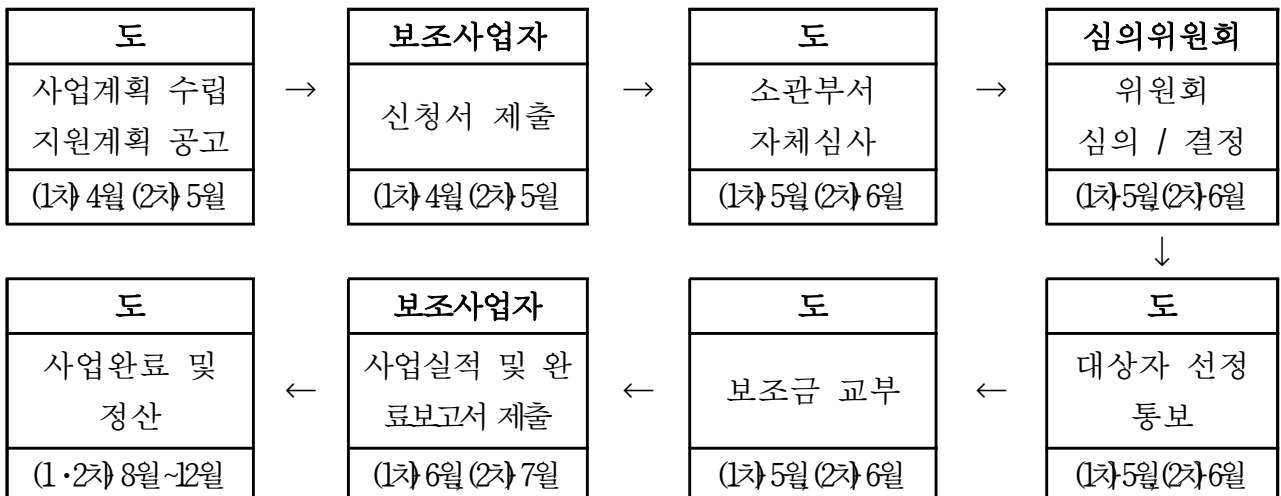 도
사업계획 수립
지원계획 공고
(1차) 4월, (2차) 5월
→
보조사업자
신청서 제출
(1차) 4월, (2차) 5월
→
도
소관부서
자체심사
(1차) 5월, (2차) 6월
→
심의위원회
위원회
심의 / 결정
(1차) 5월, (2차) 6월
↓
도
대상자 선정
통보
(1차) 5월, (2차) 6월
←
도
보조금 교부
(1차) 5월, (2차) 6월
←
보조사업자
사업실적 및 완
료보고서 제출
(1차) 6월, (2차) 7월
←
도
사업완료 및
정산
(1·2차) 8월~12월